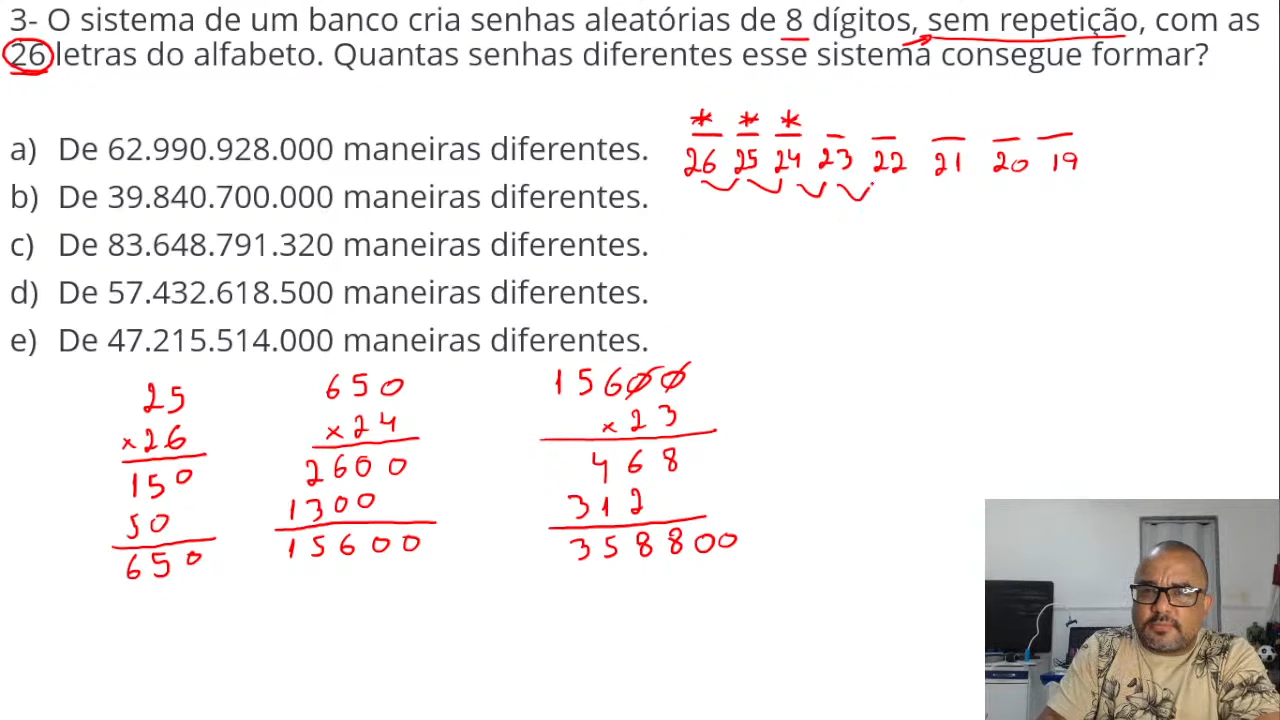 3- O sistema de um banco cria senhas aleatórias de 8 dígitos, sem repetição, com as
26 letras do alfabeto. Quantas senhas diferentes esse sistema consegue formar?
* * *
a) De 62.990.928.000 maneiras diferentes.
26 25 24 23 22 21 20 19
b) De 39.840.700.000 maneiras diferentes.
c) De 83.648.791.320 maneiras diferentes.
d) De 57.432.618.500 maneiras diferentes.
e) De 47.215.514.000 maneiras diferentes.
25
×26
150
50
650
650
×24
2600
1300
15600
15600
×23
468
312
358800